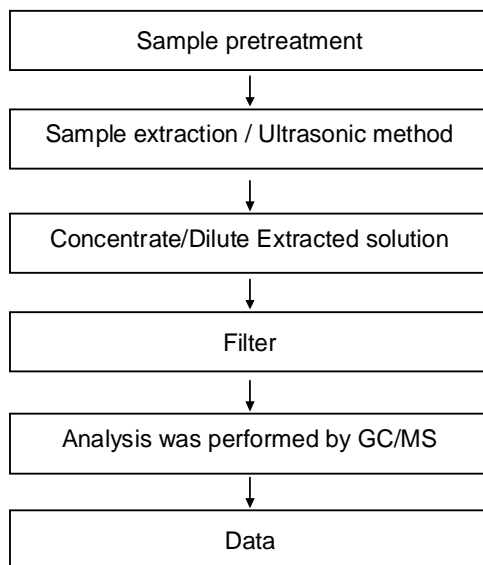 Sample pretreatment
Sample extraction / Ultrasonic method
Concentrate/Dilute Extracted solution
Filter
Analysis was performed by GC/MS
Data